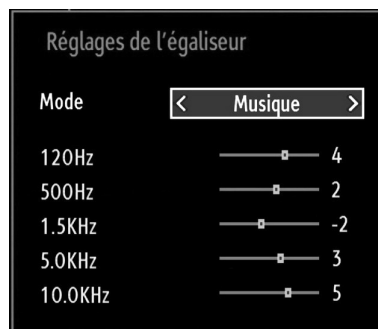 Réglages de l'égaliseur
Mode < Musique >
120Hz 4
500Hz 2
1.5KHz -2
5.0KHz 3
10.0KHz 5